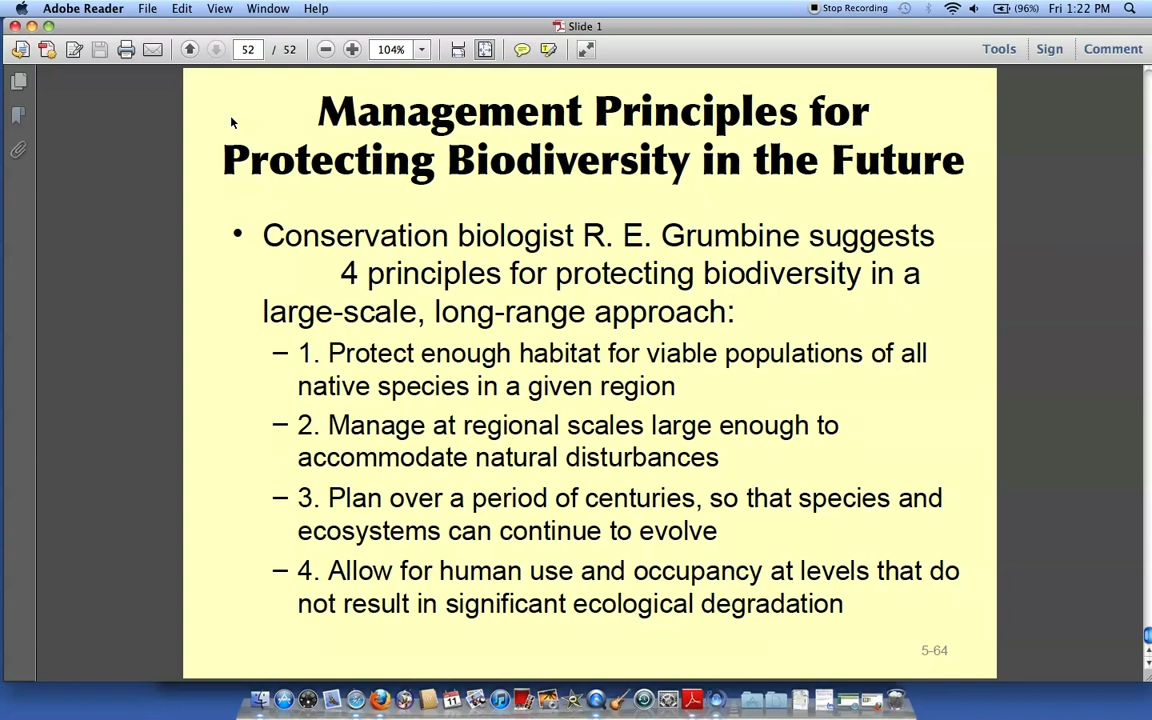 Adobe Reader File Edit View Window Help Stop Recording (96%) Fri 1:22 PM
Slide 1
52 / 52 104% Tools Sign Comment
Management Principles for
Protecting Biodiversity in the Future
• Conservation biologist R. E. Grumbine suggests
4 principles for protecting biodiversity in a
large-scale, long-range approach:
– 1. Protect enough habitat for viable populations of all
native species in a given region
– 2. Manage at regional scales large enough to
accommodate natural disturbances
– 3. Plan over a period of centuries, so that species and
ecosystems can continue to evolve
– 4. Allow for human use and occupancy at levels that do
not result in significant ecological degradation
5-64